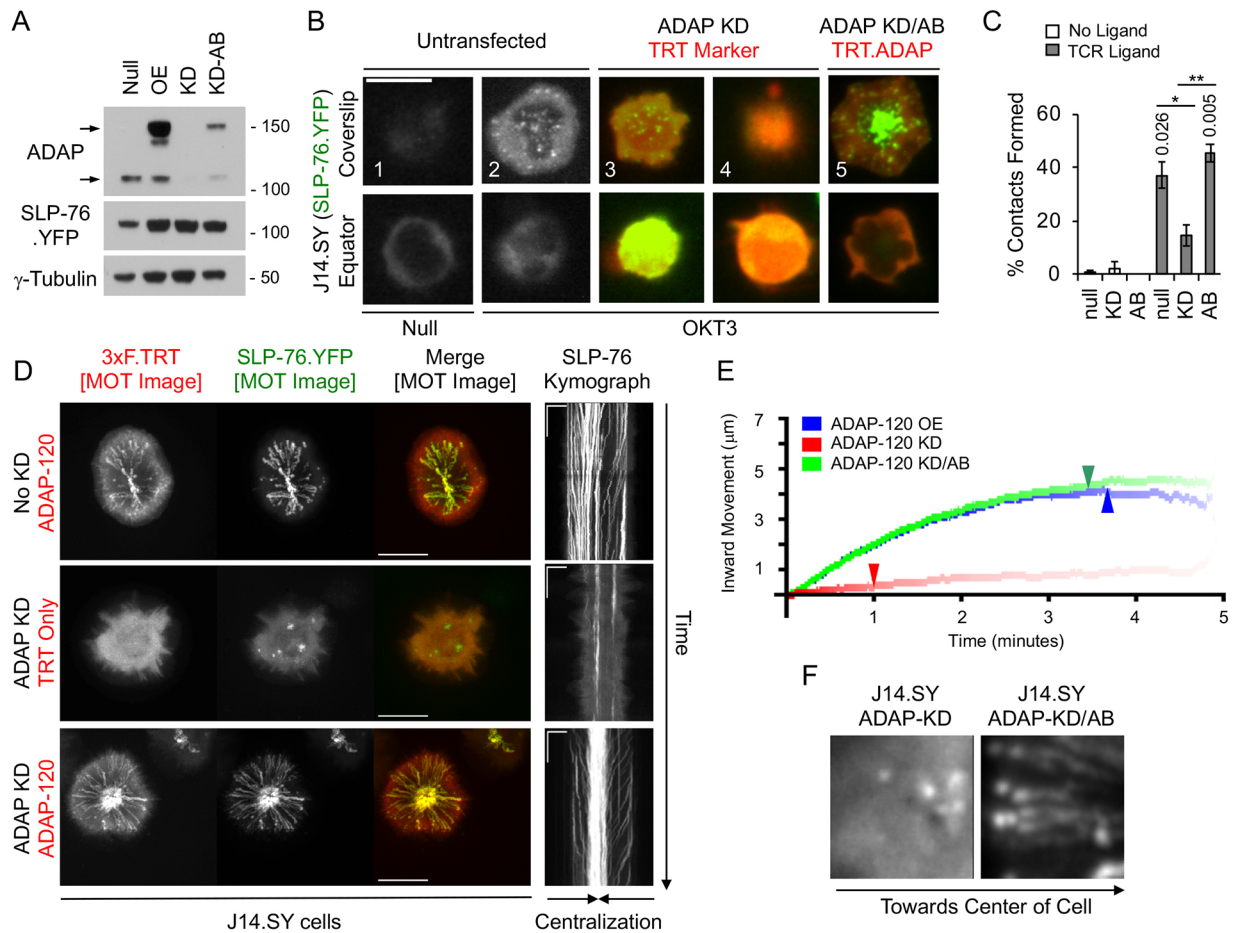 A
Null
OE
KD
KD-AB
ADAP
- 150
- 100
SLP-76
.YFP
- 100
γ-Tubulin
- 50
B
Untransfected
ADAP KD
TRT Marker
ADAP KD/AB
TRT.ADAP
J14.SY (SLP-76.YFP)
Coverslip
Equator
1
2
3
4
5
Null
OKT3
C
No Ligand
TCR Ligand
% Contacts Formed
60
40
20
0
*
**
0.026
0.005
null
KD
AB
null
KD
AB
D
3xF.TRT
[MOT Image]
SLP-76.YFP
[MOT Image]
Merge
[MOT Image]
SLP-76
Kymograph
No KD
ADAP-120
ADAP KD
TRT Only
ADAP KD
ADAP-120
Time
J14.SY cells
Centralization
E
Inward Movement (μm)
7
5
3
1
ADAP-120 OE
ADAP-120 KD
ADAP-120 KD/AB
1
2
3
4
5
Time (minutes)
F
J14.SY
ADAP-KD
J14.SY
ADAP-KD/AB
Towards Center of Cell